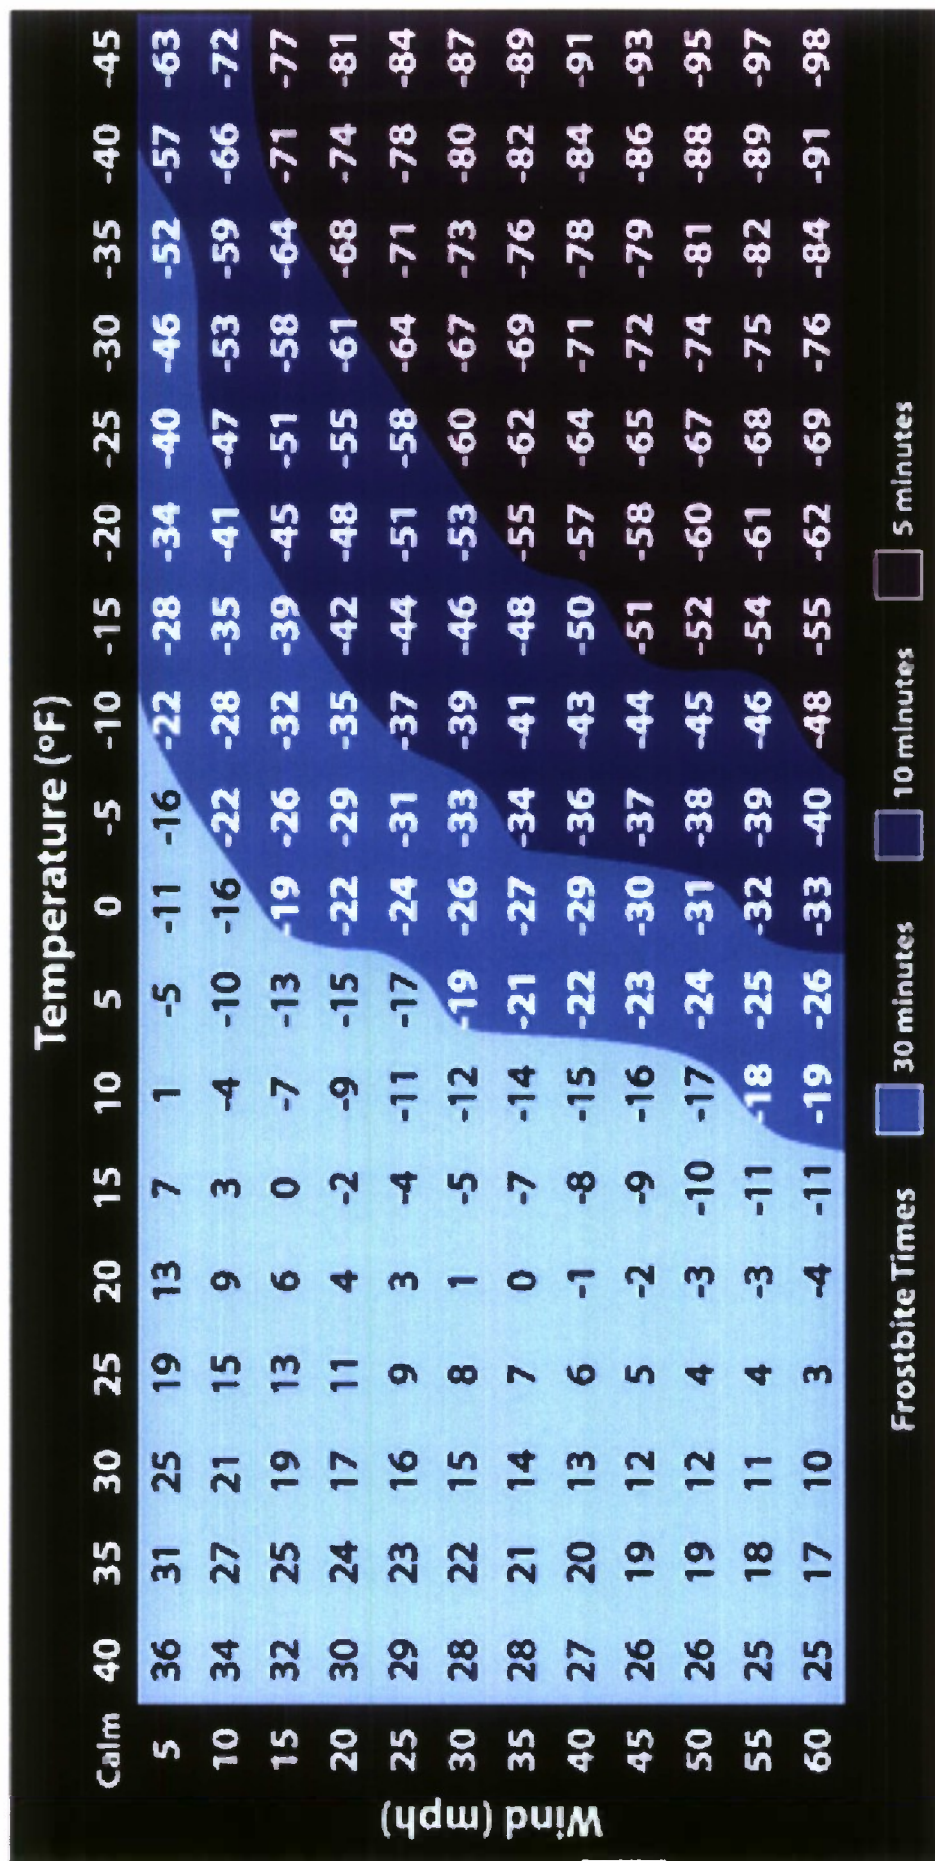 Temperature (°F)
Calm 40 35 30 25 20 15 10 5 0 -5 -10 -15 -20 -25 -30 -35 -40 -45
5 36 31 25 19 13 7 1 -5 -11 -16 -22 -28 -34 -40 -46 -52 -57 -63
10 34 27 21 15 9 3 -4 -10 -16 -22 -28 -35 -41 -47 -53 -59 -66 -72
15 32 25 19 13 6 0 -7 -13 -19 -26 -32 -39 -45 -51 -58 -64 -71 -77
20 30 24 17 11 4 -2 -9 -15 -22 -29 -35 -42 -48 -55 -61 -68 -74 -81
25 29 23 16 9 3 -4 -11 -17 -24 -31 -37 -44 -51 -58 -64 -71 -78 -84
30 28 22 15 8 1 -5 -12 -19 -26 -33 -39 -46 -53 -60 -67 -73 -80 -87
35 28 21 14 7 0 -7 -14 -21 -27 -34 -41 -48 -55 -62 -69 -76 -82 -89
40 27 20 13 6 -1 -8 -15 -22 -29 -36 -43 -50 -57 -64 -71 -78 -84 -91
45 26 19 12 5 -2 -9 -16 -23 -30 -37 -44 -51 -58 -65 -72 -79 -86 -93
50 26 19 12 4 -3 -10 -17 -24 -31 -38 -45 -52 -60 -67 -74 -81 -88 -95
55 25 18 11 4 -3 -11 -18 -25 -32 -39 -46 -54 -61 -68 -75 -82 -89 -97
60 25 17 10 3 -4 -11 -19 -26 -33 -40 -48 -55 -62 -69 -76 -84 -91 -98
Wind (mph)
Frostbite Times 30 minutes 10 minutes 5 minutes